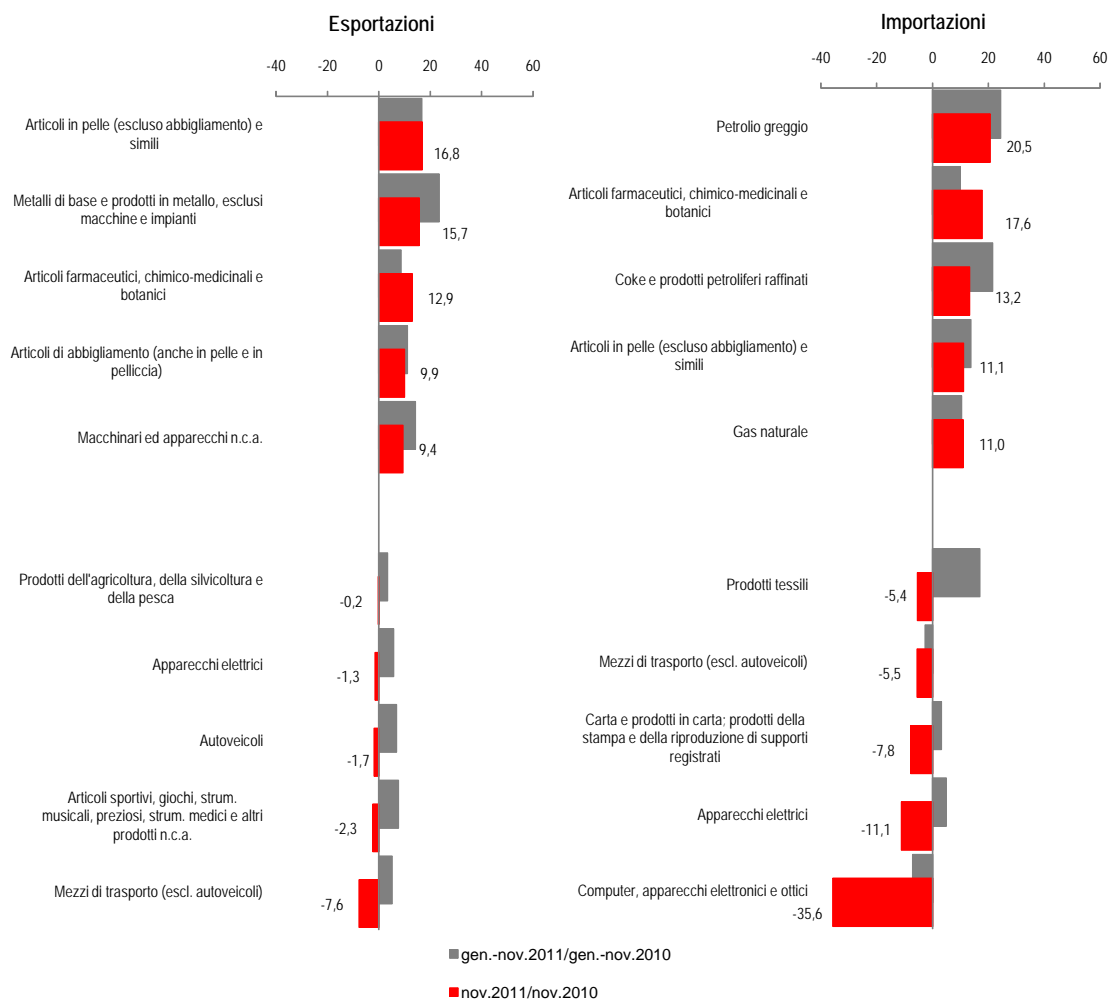 Esportazioni
-40 -20 0 20 40 60
Articoli in pelle (escluso abbigliamento) e
simili
16,8
Metalli di base e prodotti in metallo, esclusi
macchine e impianti
15,7
Articoli farmaceutici, chimico-medicinali e
botanici
12,9
Articoli di abbigliamento (anche in pelle e in
pelliccia)
9,9
Macchinari ed apparecchi n.c.a.
9,4
Prodotti dell'agricoltura, della silvicoltura e
della pesca
-0,2
Apparecchi elettrici
-1,3
Autoveicoli
-1,7
Articoli sportivi, giochi, strum.
musicali, preziosi, strum. medici e altri
prodotti n.c.a.
-2,3
Mezzi di trasporto (escl. autoveicoli)
-7,6
Importazioni
-40 -20 0 20 40 60
Petrolio greggio
20,5
Articoli farmaceutici, chimico-medicinali e
botanici
17,6
Coke e prodotti petroliferi raffinati
13,2
Articoli in pelle (escluso abbigliamento) e
simili
11,1
Gas naturale
11,0
Prodotti tessili
-5,4
Mezzi di trasporto (escl. autoveicoli)
-5,5
Carta e prodotti in carta; prodotti della
stampa e della riproduzione di supporti
registrati
-7,8
Apparecchi elettrici
-11,1
Computer, apparecchi elettronici e ottici
-35,6
gen.-nov.2011/gen.-nov.2010
nov.2011/nov.2010